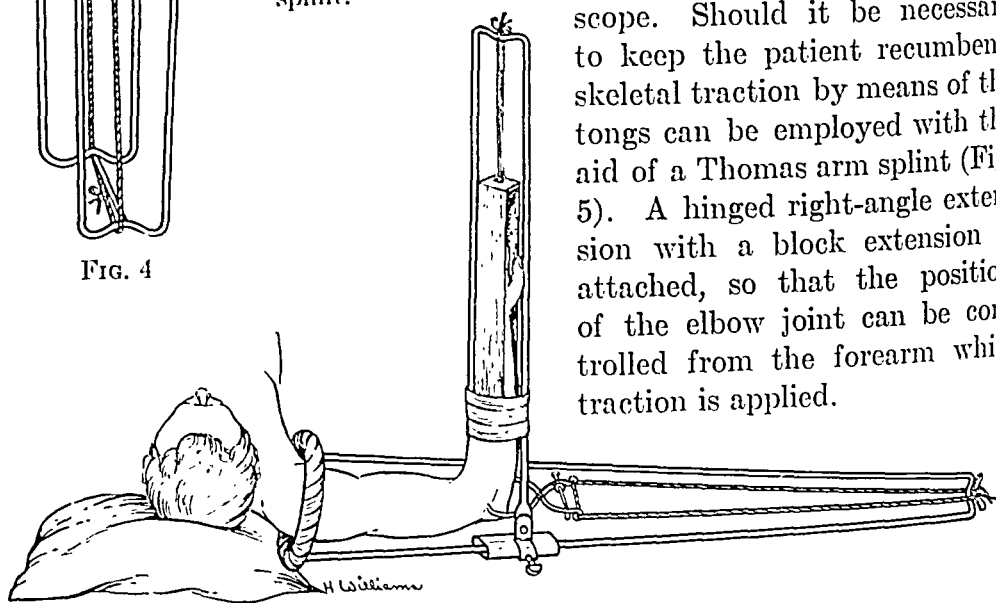 splint.
FIG. 4
scope. Should it be necessar
to keep the patient recumben
skeletal traction by means of th
tongs can be employed with th
aid of a Thomas arm splint (Fi
5). A hinged right-angle exten
sion with a block extension
attached, so that the position
of the elbow joint can be con
trolled from the forearm whi
traction is applied.
H Williams